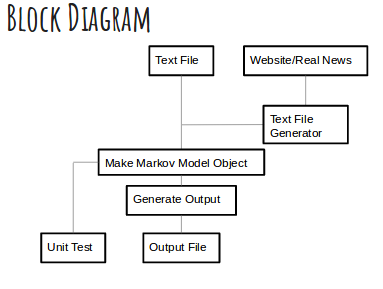 Block Diagram
Text File
Website/Real News
Text File
Generator
Make Markov Model Object
Generate Output
Unit Test
Output File